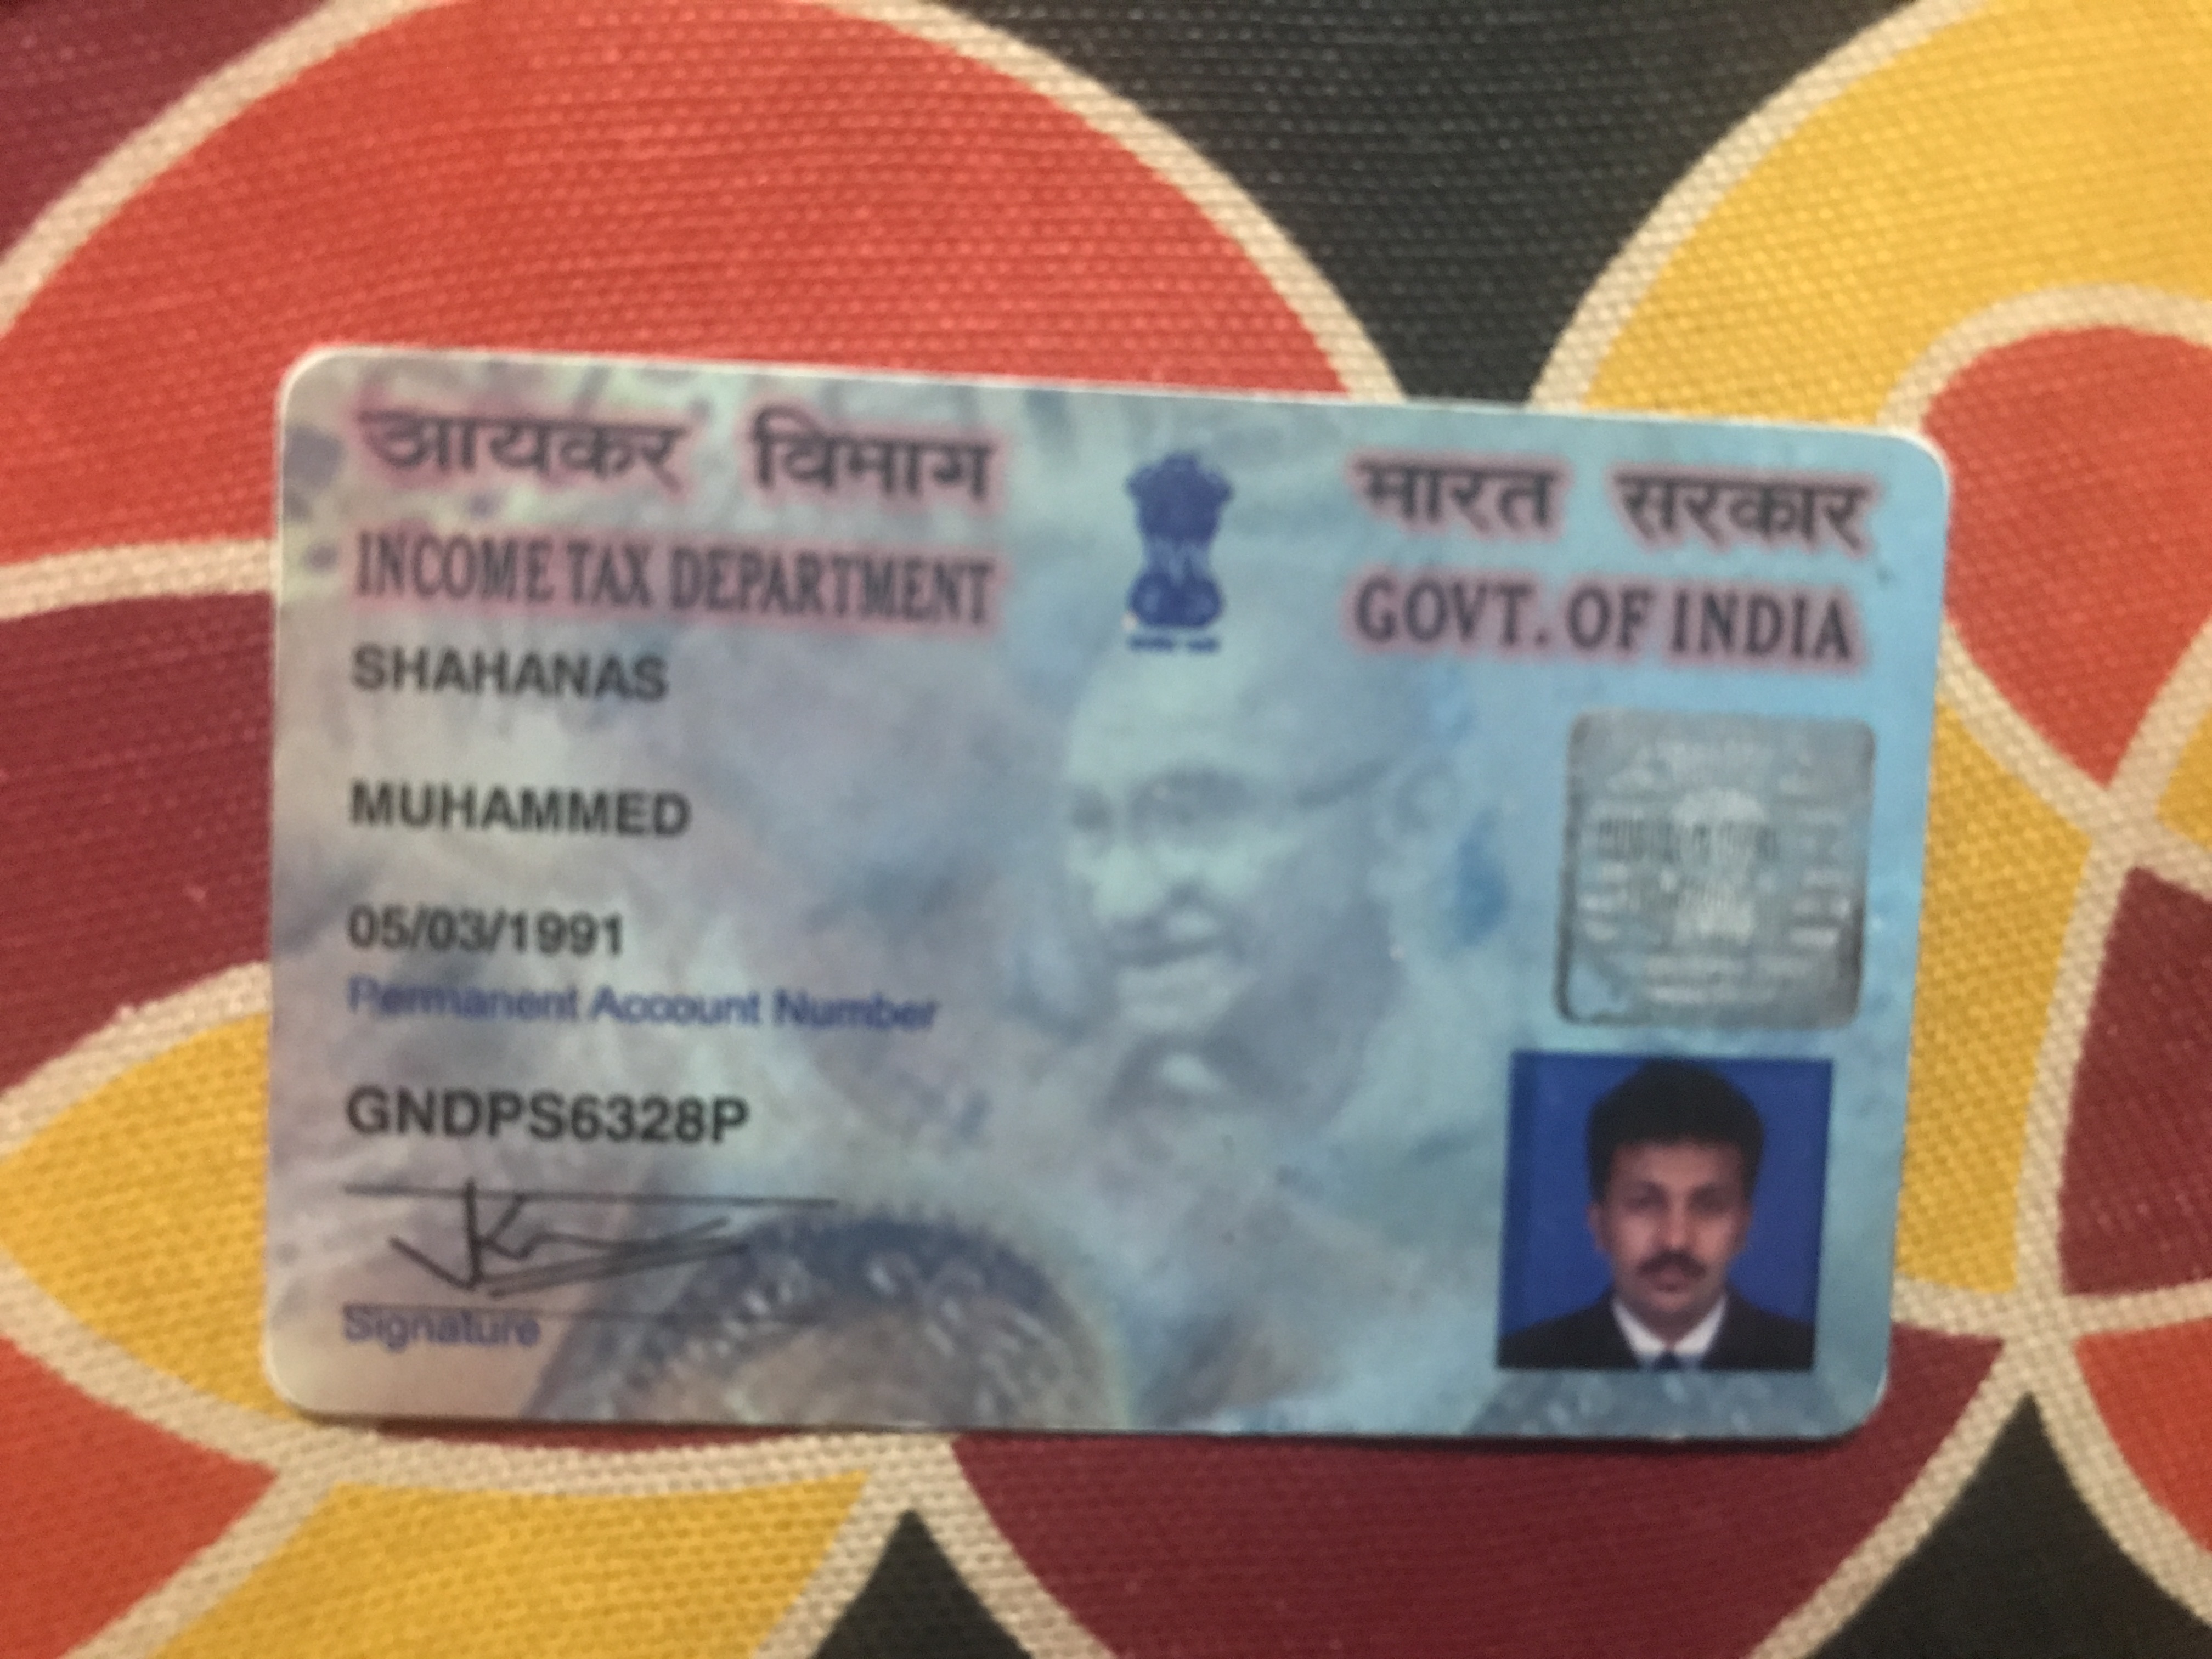 आयकर विभाग
INCOME TAX DEPARTMENT
भारत सरकार
GOVT. OF INDIA
SHAHANAS
MUHAMMED
05/03/1991
Permanent Account Number
GNDPS6328P
Signature